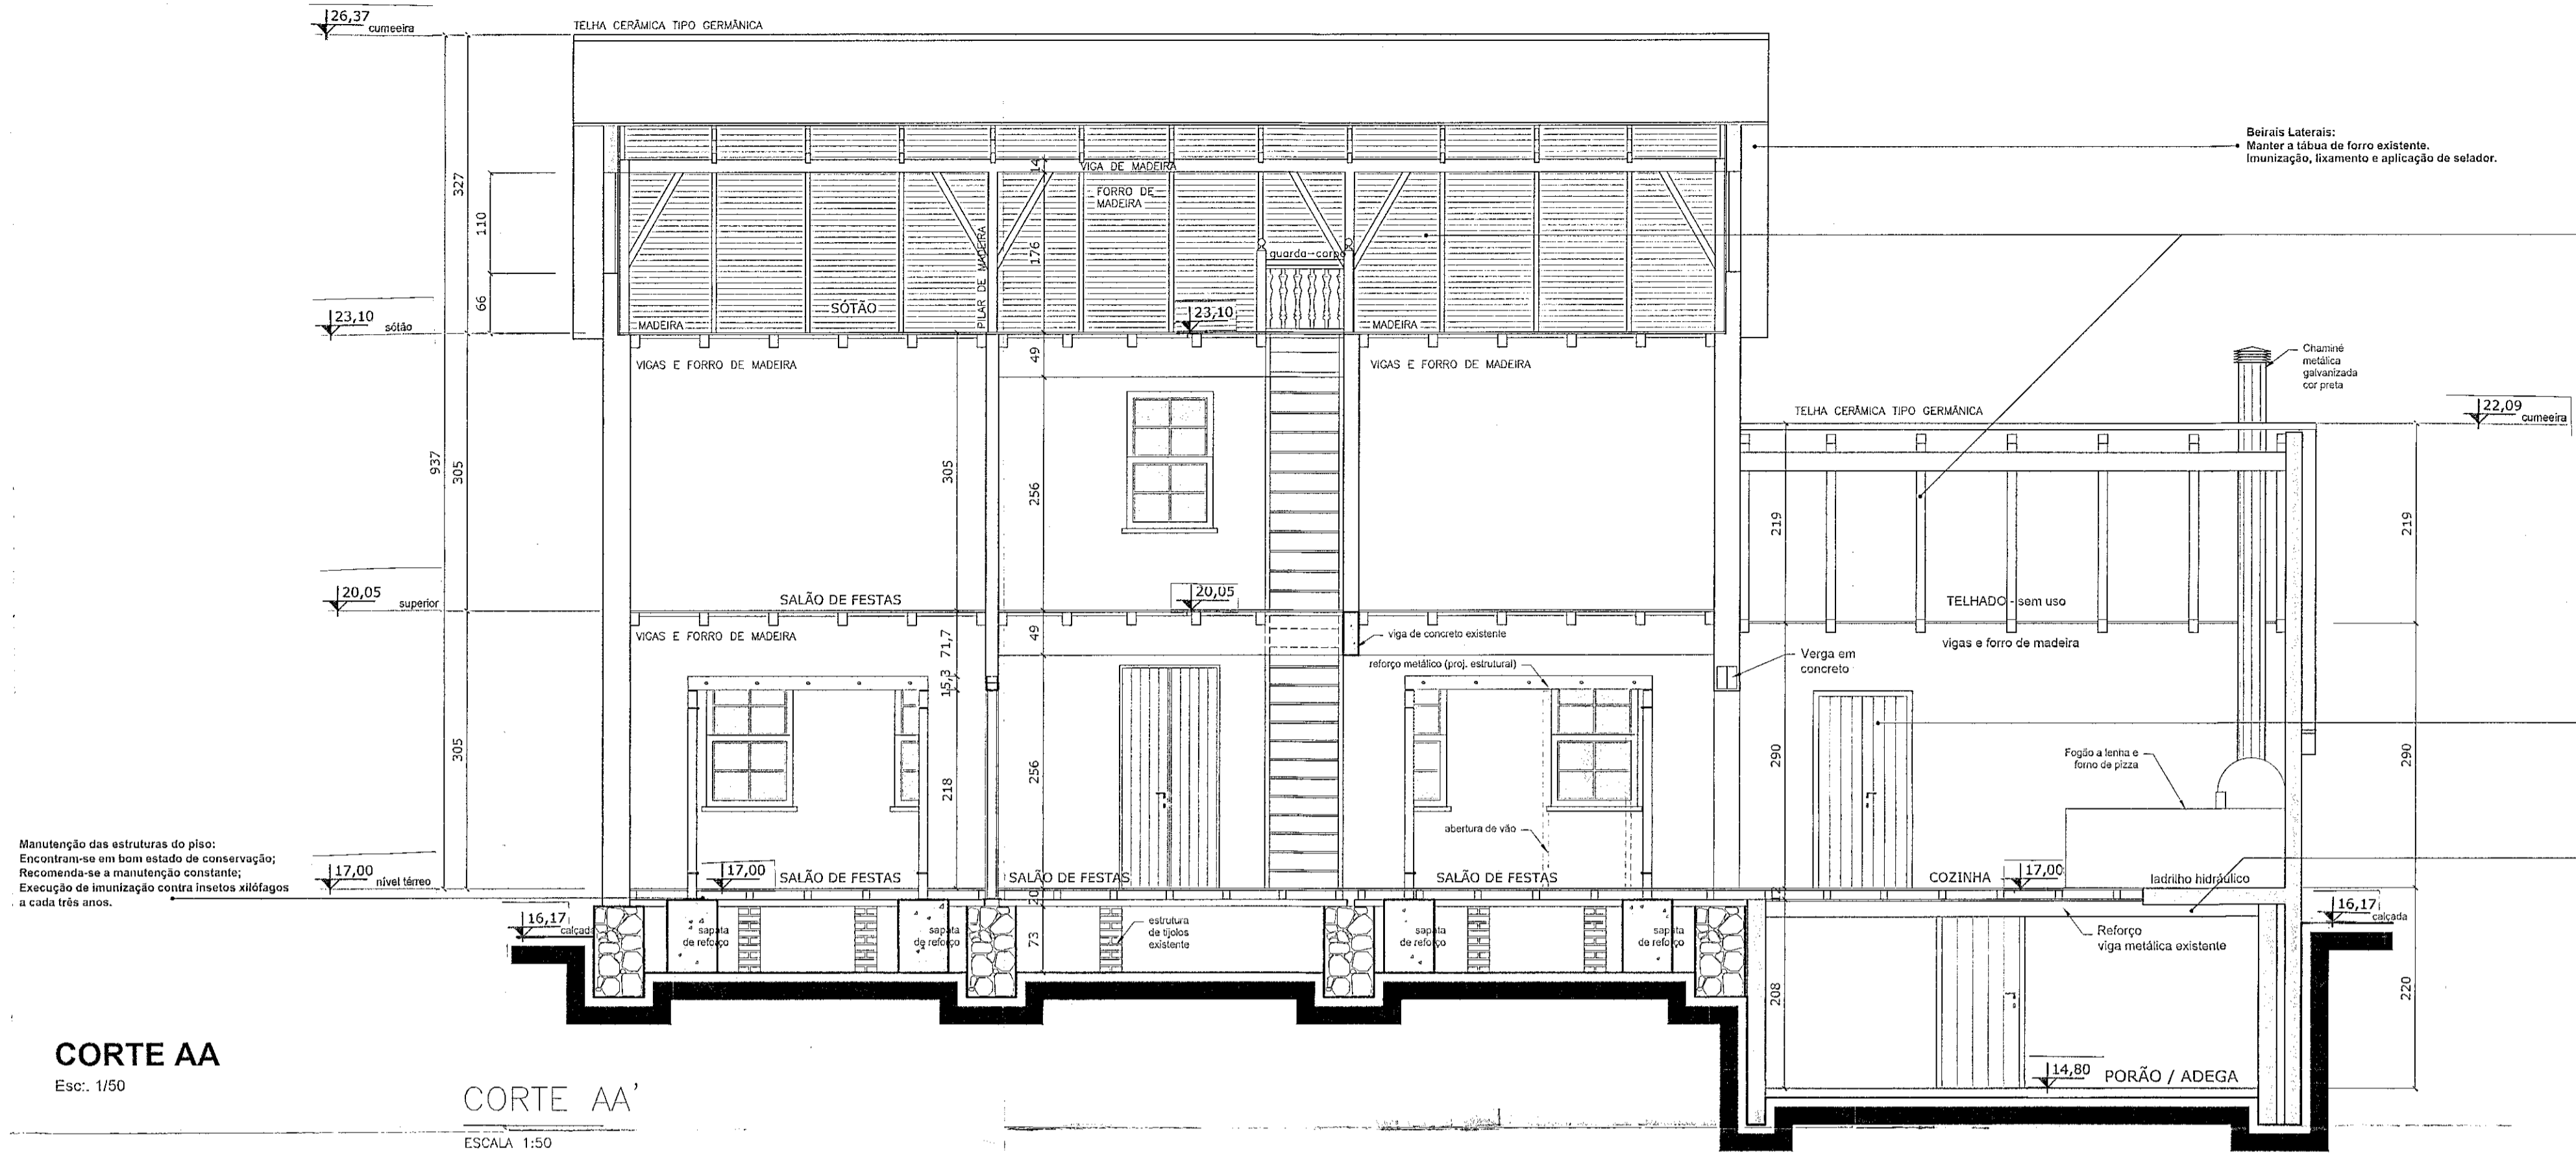 26,37
cumeeira
TELHA CERÂMICA TIPO GERMÂNICA
Beirais Laterais:
Manter a tábua de forro existente.
Imunização, lixamento e aplicação de selador.
327
110
66
14
VIGA DE MADEIRA
FORRO DE
MADEIRA
PILAR DE MADEIRA
176
guarda-corpo
SÓTÃO
23,10
sótão
MADEIRA
23,10
MADEIRA
VIGAS E FORRO DE MADEIRA
49
VIGAS E FORRO DE MADEIRA
Chaminé
metálica
galvanizada
cor preta
TELHA CERÂMICA TIPO GERMÂNICA
22,09
cumeeira
937
305
305
256
219
219
20,05
superior
SALÃO DE FESTAS
20,05
TELHADO - sem uso
VIGAS E FORRO DE MADEIRA
71,7
49
viga de concreto existente
vigas e forro de madeira
reforço metálico (proj. estrutural)
Verga em
concreto
15,3
305
218
256
290
290
Fogão a lenha e
forno de pizza
abertura de vão
Manutenção das estruturas do piso:
Encontram-se em bom estado de conservação;
Recomenda-se a manutenção constante;
Execução de imunização contra insetos xilófagos
a cada três anos.
17,00
nível térreo
17,00
SALÃO DE FESTAS
SALÃO DE FESTAS
SALÃO DE FESTAS
COZINHA
17,00
ladrilho hidráulico
20
12
16,17
calçada
sapata
de reforço
sapata
de reforço
73
estrutura
de tijolos
existente
sapata
de reforço
sapata
de reforço
Reforço
viga metálica existente
16,17
calçada
208
220
14,80
PORÃO / ADEGA
CORTE AA
Esc:. 1/50
CORTE AA'
ESCALA 1:50